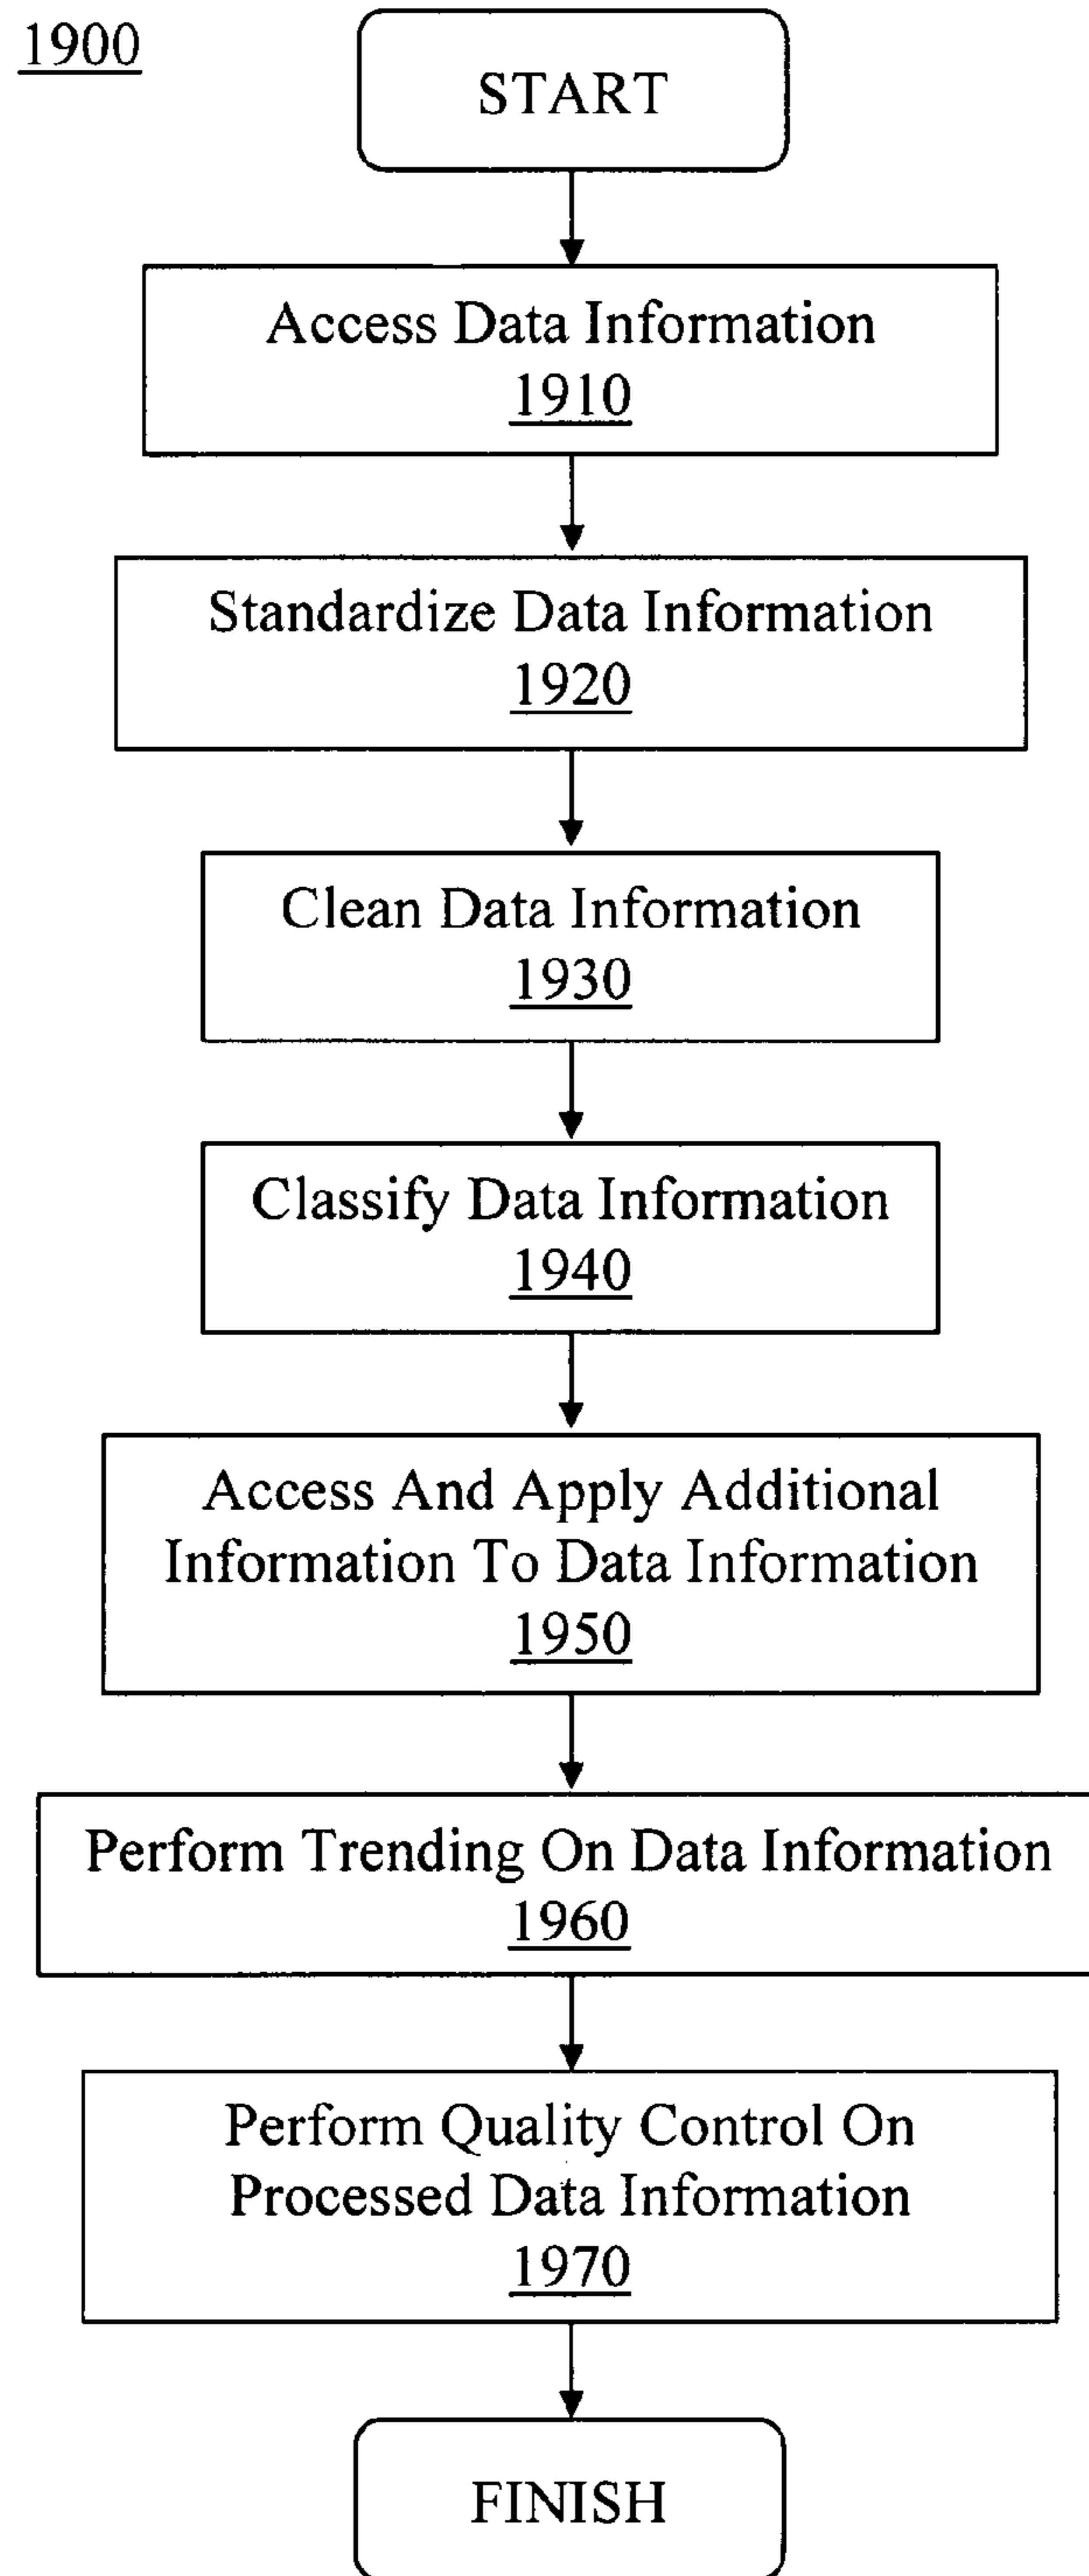 1900
START
Access Data Information
1910
Standardize Data Information
1920
Clean Data Information
1930
Classify Data Information
1940
Access And Apply Additional
Information To Data Information
1950
Perform Trending On Data Information
1960
Perform Quality Control On
Processed Data Information
1970
FINISH